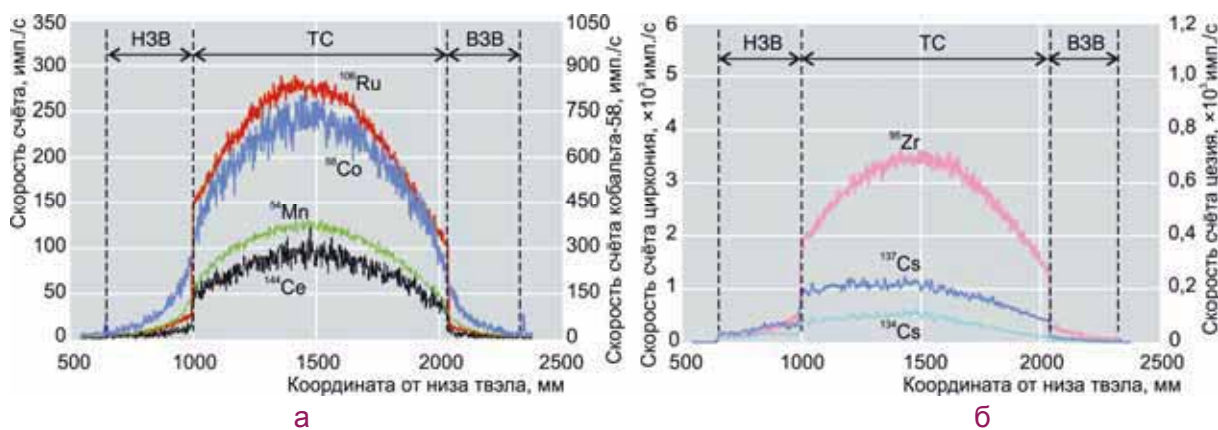 НЗВ ТС ВЗВ
Скорость счёта, имп./с
350
300
250
200
150
100
50
0
¹⁰⁶Ru
⁵⁸Co
⁵⁴Mn
¹⁴⁴Ce
1050
900
750
600
450
300
150
0
Скорость счёта кобальта-58, имп./с
500 1000 1500 2000 2500
Координата от низа твэла, мм
а
НЗВ ТС ВЗВ
Скорость счёта циркония, ×10³ имп./с
6
5
4
3
2
1
0
⁹⁵Zr
¹³⁷Cs
¹³⁴Cs
1,2
1,0
0,8
0,6
0,4
0,2
0
Скорость счёта цезия, ×10³ имп./с
500 1000 1500 2000 2500
Координата от низа твэла, мм
б